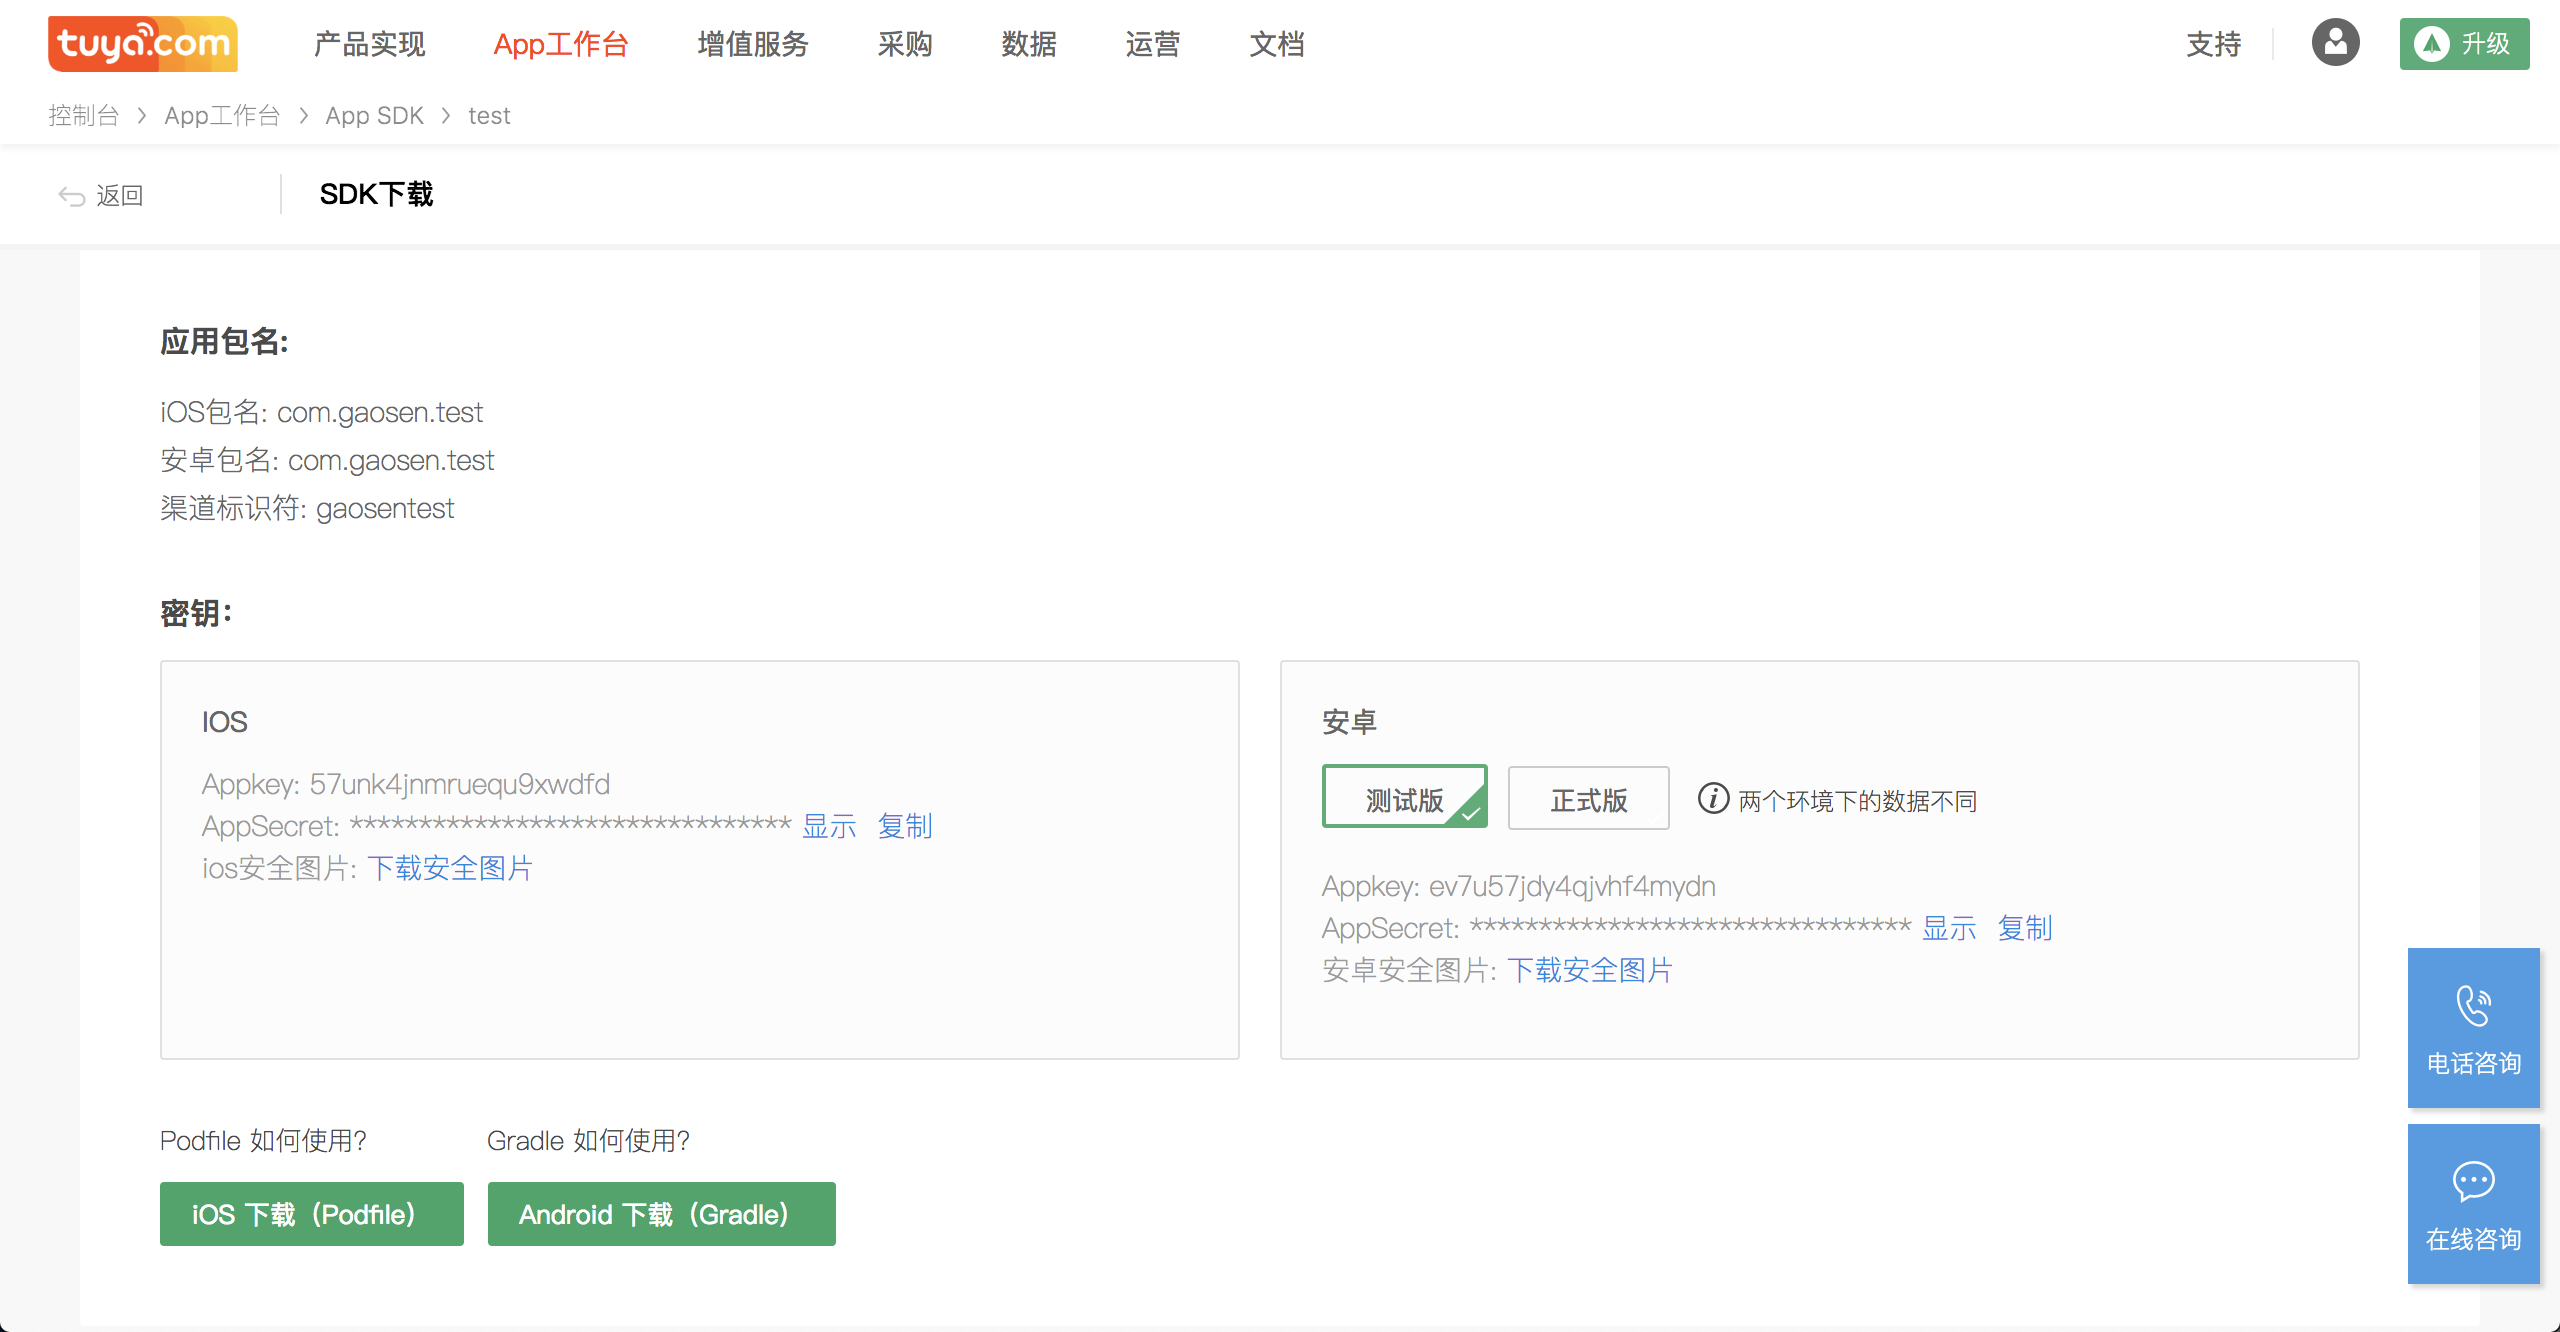 tuya.com 产品实现 App工作台 增值服务 采购 数据 运营 文档 支持 升级
控制台 > App工作台 > App SDK > test
返回 SDK下载
应用包名:
iOS包名: com.gaosen.test
安卓包名: com.gaosen.test
渠道标识符: gaosentest
密钥：
IOS
Appkey: 57unk4jnmruequ9xwdfd
AppSecret: ******************************** 显示 复制
ios安全图片: 下载安全图片
安卓
测试版 正式版 两个环境下的数据不同
Appkey: ev7u57jdy4qjvhf4mydn
AppSecret: ******************************** 显示 复制
安卓安全图片: 下载安全图片
Podfile 如何使用? Gradle 如何使用?
iOS 下载（Podfile） Android 下载（Gradle）
电话咨询
在线咨询